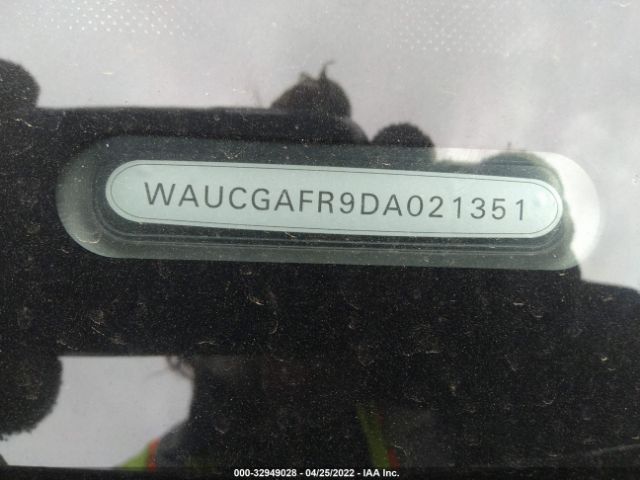 WAUCGAFR9DA021351
000-32949028 - 04/25/2022 - IAA Inc.